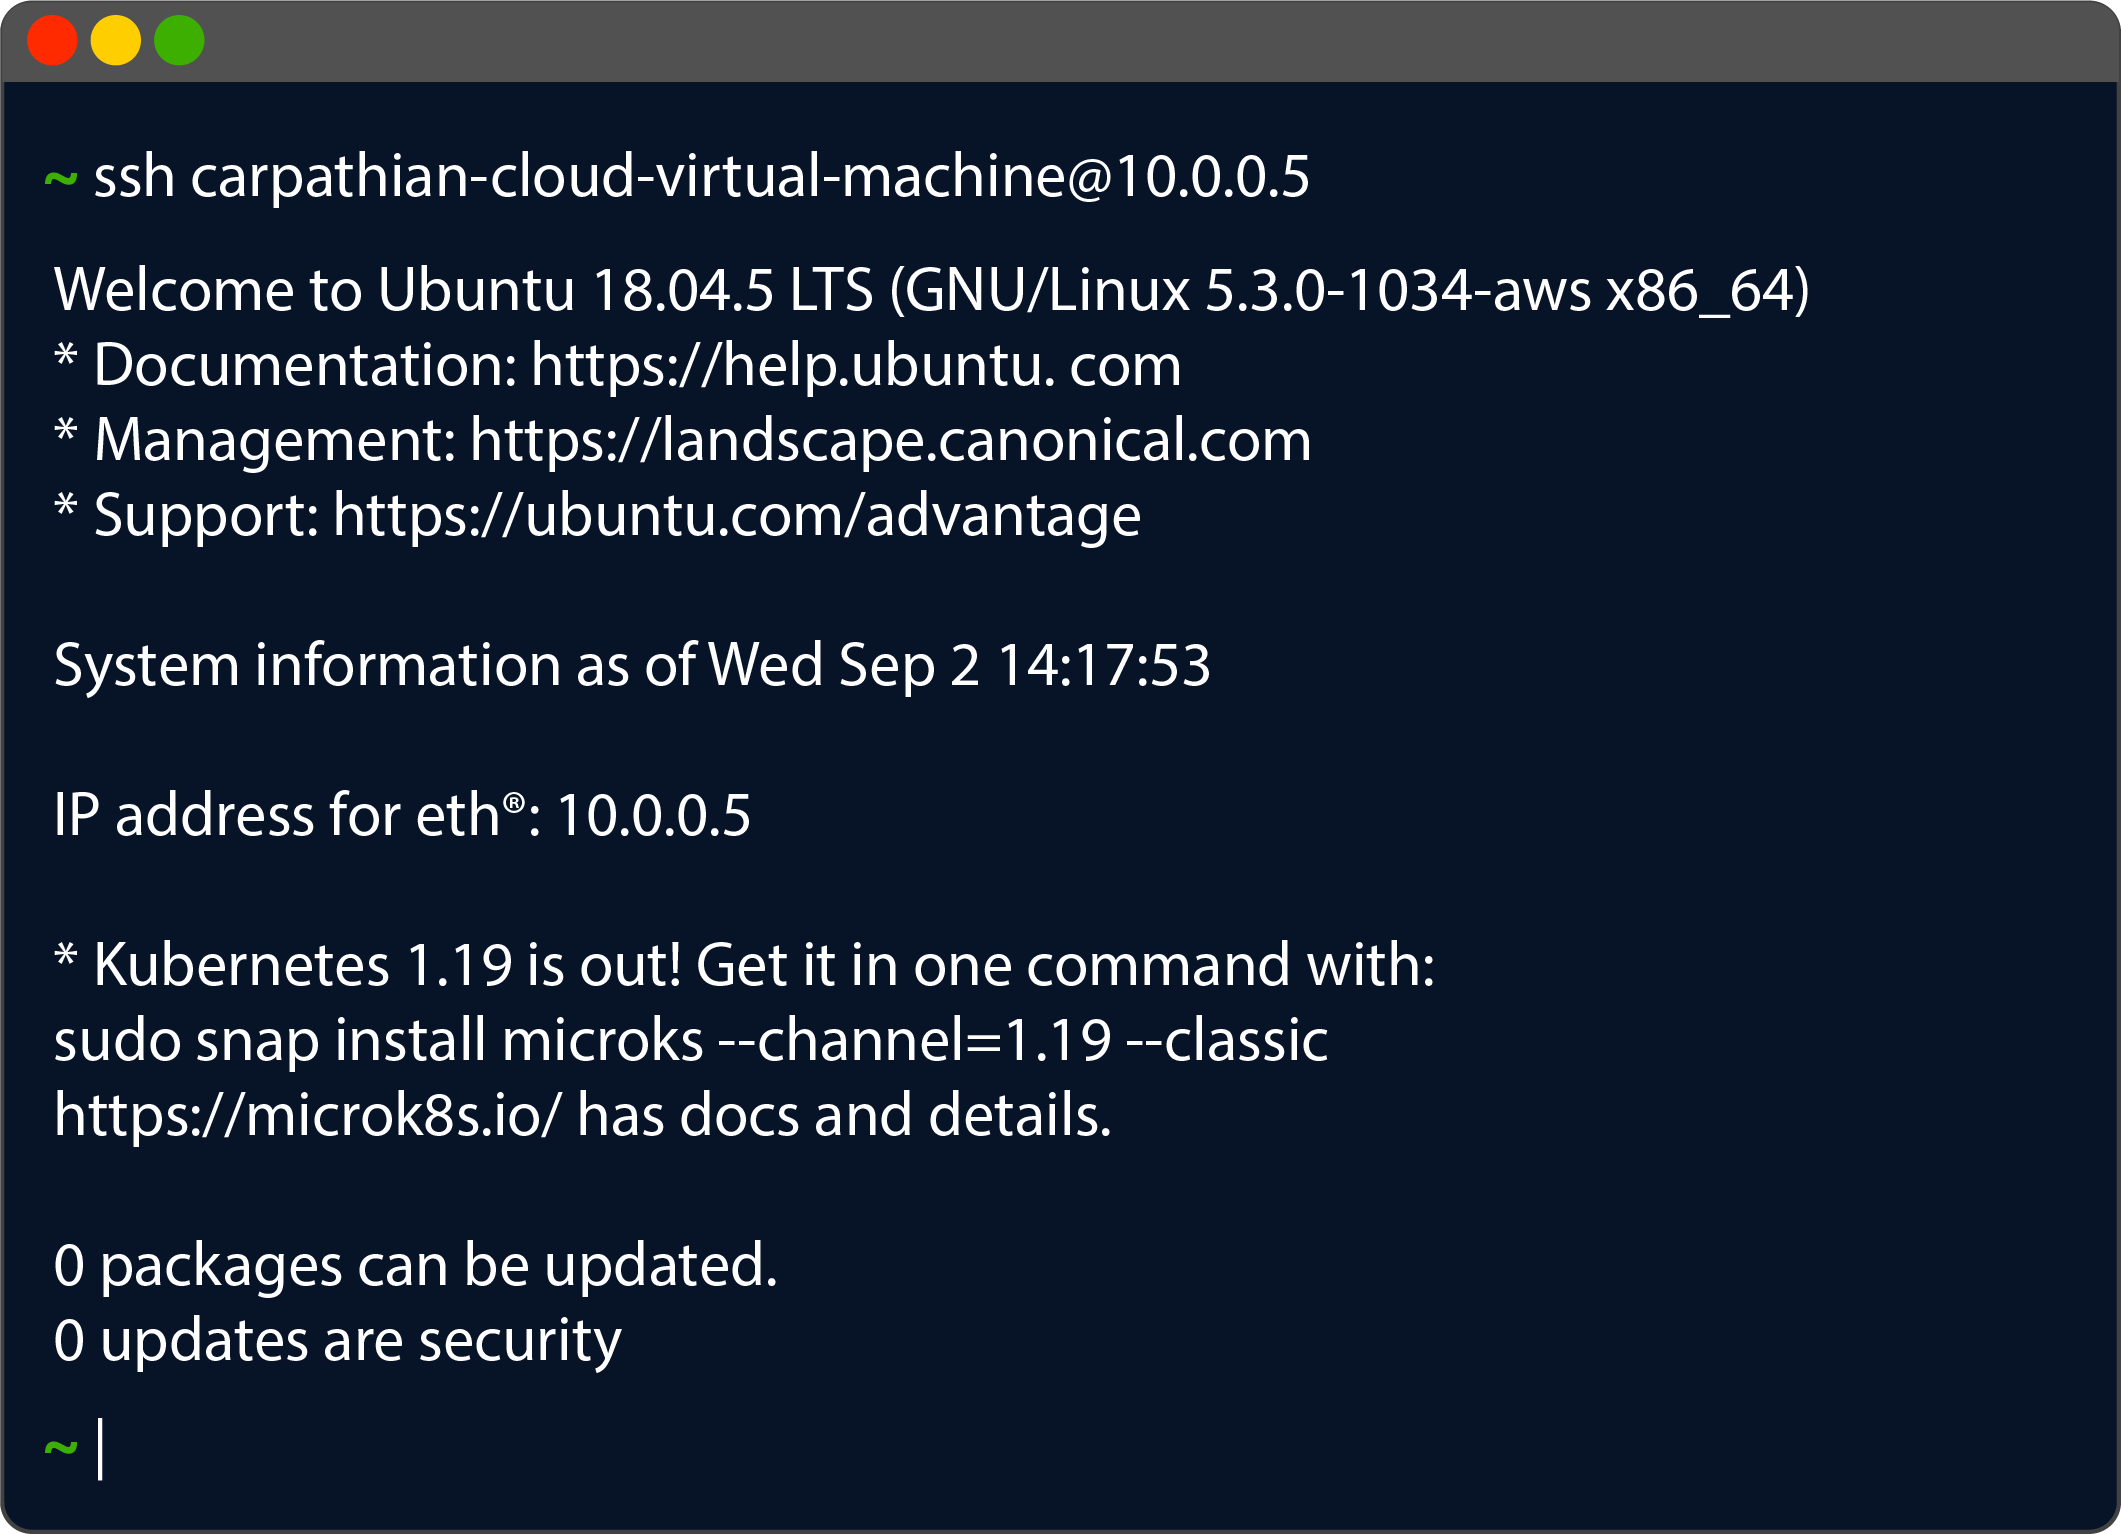 ~ ssh carpathian-cloud-virtual-machine@10.0.0.5
Welcome to Ubuntu 18.04.5 LTS (GNU/Linux 5.3.0-1034-aws x86_64)
* Documentation: https://help.ubuntu. com
* Management: https://landscape.canonical.com
* Support: https://ubuntu.com/advantage
System information as of Wed Sep 2 14:17:53
IP address for eth®: 10.0.0.5
* Kubernetes 1.19 is out! Get it in one command with:
sudo snap install microks --channel=1.19 --classic
https://microk8s.io/ has docs and details.
0 packages can be updated.
0 updates are security
~